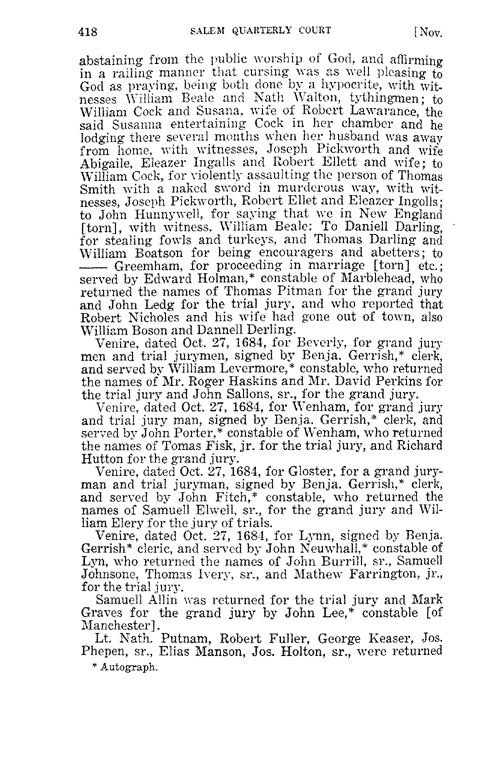 418 SALEM QUARTERLY COURT [Nov.
abstaining from the public worship of God, and affirming
in a railing manner that cursing was as well pleasing to
God as praying, being both done by a hypocrite, with wit-
nesses William Beale and Nath Walton, tythingmen; to
William Cock and Susana, wife of Robert Lawarance, the
said Susanna entertaining Cock in her chamber and he
lodging there several months when her husband was away
from home, with witnesses, Joseph Pickworth and wife
Abigaile, Eleazer Ingalls and Robert Ellett and wife; to
William Cock, for violently assaulting the person of Thomas
Smith with a naked sword in murderous way, with wit-
nesses, Joseph Pickworth, Robert Ellet and Eleazer Ingolls;
to John Hunnywell, for saying that we in New England
[torn], with witness, William Beale: To Daniell Darling,
for stealing fowls and turkeys, and Thomas Darling and
William Boatson for being encouragers and abetters; to
—— Greemham, for proceeding in marriage [torn] etc.;
served by Edward Holman,* constable of Marblehead, who
returned the names of Thomas Pitman for the grand jury
and John Ledg for the trial jury, and who reported that
Robert Nicholes and his wife had gone out of town, also
William Boson and Dannell Derling.
Venire, dated Oct. 27, 1684, for Beverly, for grand jury
men and trial jurymen, signed by Benja. Gerrish,* clerk,
and served by William Levermore,* constable, who returned
the names of Mr. Roger Haskins and Mr. David Perkins for
the trial jury and John Sallons, sr., for the grand jury.
Venire, dated Oct. 27, 1684, for Wenham, for grand jury
and trial jury man, signed by Benja. Gerrish,* clerk, and
served by John Porter,* constable of Wenham, who returned
the names of Tomas Fisk, jr. for the trial jury, and Richard
Hutton for the grand jury.
Venire, dated Oct. 27, 1684, for Gloster, for a grand jury-
man and trial juryman, signed by Benja. Gerrish,* clerk,
and served by John Fitch,* constable, who returned the
names of Samuell Elwell, sr., for the grand jury and Wil-
liam Elery for the jury of trials.
Venire, dated Oct. 27, 1684, for Lynn, signed by Benja.
Gerrish* cleric, and served by John Neuwhall,* constable of
Lyn, who returned the names of John Burrill, sr., Samuell
Johnsone, Thomas Ivery, sr., and Mathew Farrington, jr.,
for the trial jury.
Samuell Allin was returned for the trial jury and Mark
Graves for the grand jury by John Lee,* constable [of
Manchester].
Lt. Nath. Putnam, Robert Fuller, George Keaser, Jos.
Phepen, sr., Elias Manson, Jos. Holton, sr., were returned
* Autograph.